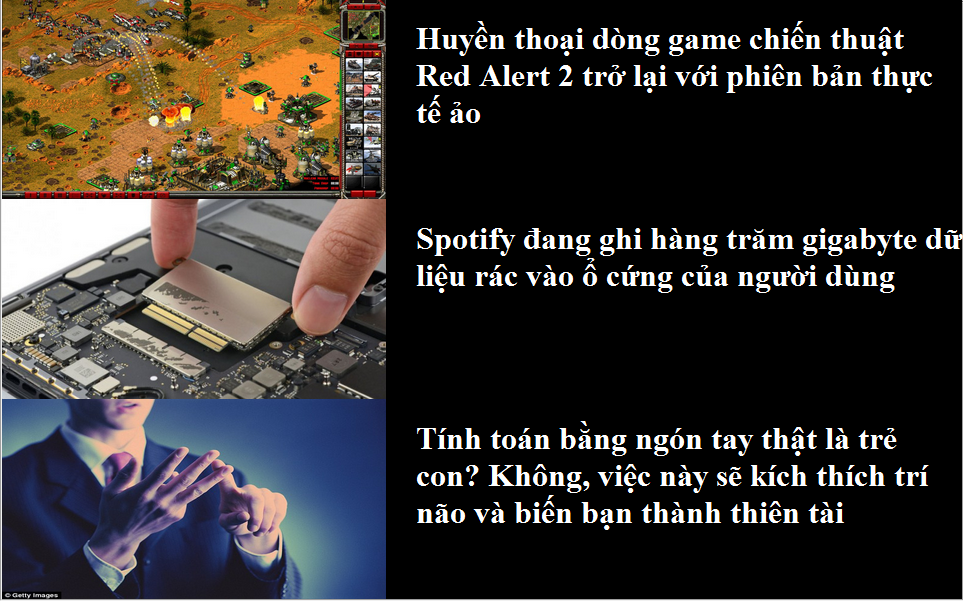 Huyền thoại dòng game chiến thuật
Red Alert 2 trở lại với phiên bản thực
tế ảo
Spotify đang ghi hàng trăm gigabyte dữ
liệu rác vào ổ cứng của người dùng
Tính toán bằng ngón tay thật là trẻ
con? Không, việc này sẽ kích thích trí
não và biến bạn thành thiên tài
© Getty Images